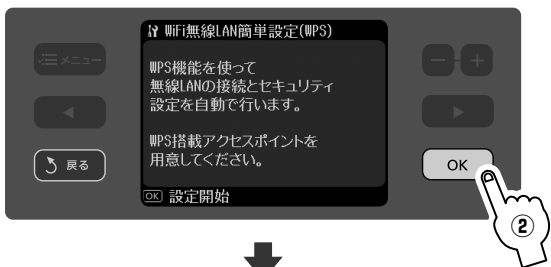 WiFi無線LAN簡単設定(WPS)
メニュー
WPS機能を使って
無線LANの接続とセキュリティ
設定を自動で行います。
WPS搭載アクセスポイントを
用意してください。
戻る
OK
OK 設定開始
②